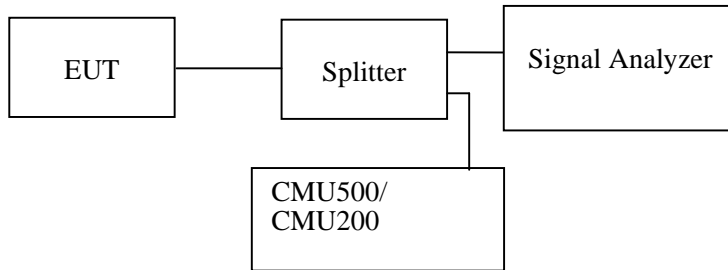 EUT
Splitter
Signal Analyzer
CMU500/
CMU200